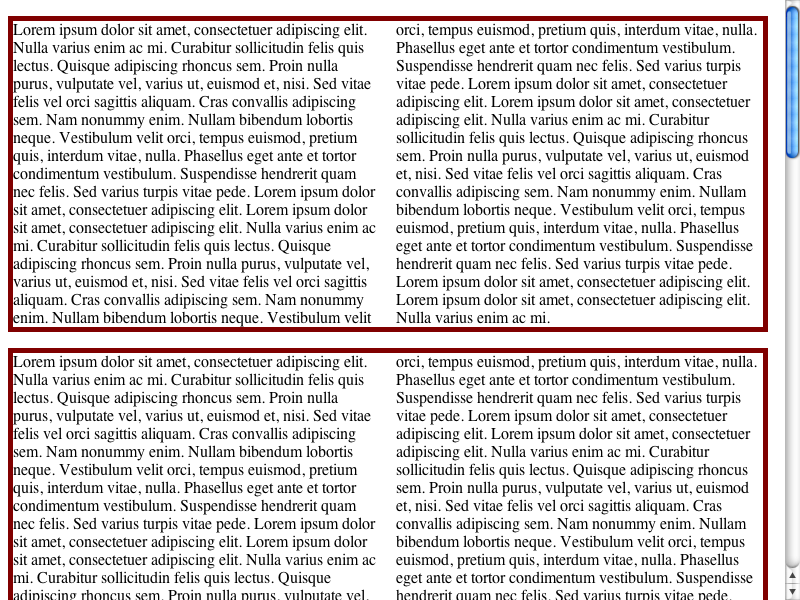 Lorem ipsum dolor sit amet, consectetuer adipiscing elit.
Nulla varius enim ac mi. Curabitur sollicitudin felis quis
lectus. Quisque adipiscing rhoncus sem. Proin nulla
purus, vulputate vel, varius ut, euismod et, nisi. Sed vitae
felis vel orci sagittis aliquam. Cras convallis adipiscing
sem. Nam nonummy enim. Nullam bibendum lobortis
neque. Vestibulum velit orci, tempus euismod, pretium
quis, interdum vitae, nulla. Phasellus eget ante et tortor
condimentum vestibulum. Suspendisse hendrerit quam
nec felis. Sed varius turpis vitae pede. Lorem ipsum dolor
sit amet, consectetuer adipiscing elit. Lorem ipsum dolor
sit amet, consectetuer adipiscing elit. Nulla varius enim ac
mi. Curabitur sollicitudin felis quis lectus. Quisque
adipiscing rhoncus sem. Proin nulla purus, vulputate vel,
varius ut, euismod et, nisi. Sed vitae felis vel orci sagittis
aliquam. Cras convallis adipiscing sem. Nam nonummy
enim. Nullam bibendum lobortis neque. Vestibulum velit
orci, tempus euismod, pretium quis, interdum vitae, nulla.
Phasellus eget ante et tortor condimentum vestibulum.
Suspendisse hendrerit quam nec felis. Sed varius turpis
vitae pede. Lorem ipsum dolor sit amet, consectetuer
adipiscing elit. Lorem ipsum dolor sit amet, consectetuer
adipiscing elit. Nulla varius enim ac mi. Curabitur
sollicitudin felis quis lectus. Quisque adipiscing rhoncus
sem. Proin nulla purus, vulputate vel, varius ut, euismod
et, nisi. Sed vitae felis vel orci sagittis aliquam. Cras
convallis adipiscing sem. Nam nonummy enim. Nullam
bibendum lobortis neque. Vestibulum velit orci, tempus
euismod, pretium quis, interdum vitae, nulla. Phasellus
eget ante et tortor condimentum vestibulum. Suspendisse
hendrerit quam nec felis. Sed varius turpis vitae pede.
Lorem ipsum dolor sit amet, consectetuer adipiscing elit.
Lorem ipsum dolor sit amet, consectetuer adipiscing elit.
Nulla varius enim ac mi.
Lorem ipsum dolor sit amet, consectetuer adipiscing elit.
Nulla varius enim ac mi. Curabitur sollicitudin felis quis
lectus. Quisque adipiscing rhoncus sem. Proin nulla
purus, vulputate vel, varius ut, euismod et, nisi. Sed vitae
felis vel orci sagittis aliquam. Cras convallis adipiscing
sem. Nam nonummy enim. Nullam bibendum lobortis
neque. Vestibulum velit orci, tempus euismod, pretium
quis, interdum vitae, nulla. Phasellus eget ante et tortor
condimentum vestibulum. Suspendisse hendrerit quam
nec felis. Sed varius turpis vitae pede. Lorem ipsum dolor
sit amet, consectetuer adipiscing elit. Lorem ipsum dolor
sit amet, consectetuer adipiscing elit. Nulla varius enim ac
mi. Curabitur sollicitudin felis quis lectus. Quisque
adipiscing rhoncus sem. Proin nulla purus, vulputate vel,
orci, tempus euismod, pretium quis, interdum vitae, nulla.
Phasellus eget ante et tortor condimentum vestibulum.
Suspendisse hendrerit quam nec felis. Sed varius turpis
vitae pede. Lorem ipsum dolor sit amet, consectetuer
adipiscing elit. Lorem ipsum dolor sit amet, consectetuer
adipiscing elit. Nulla varius enim ac mi. Curabitur
sollicitudin felis quis lectus. Quisque adipiscing rhoncus
sem. Proin nulla purus, vulputate vel, varius ut, euismod
et, nisi. Sed vitae felis vel orci sagittis aliquam. Cras
convallis adipiscing sem. Nam nonummy enim. Nullam
bibendum lobortis neque. Vestibulum velit orci, tempus
euismod, pretium quis, interdum vitae, nulla. Phasellus
eget ante et tortor condimentum vestibulum. Suspendisse
hendrerit quam nec felis. Sed varius turpis vitae pede.